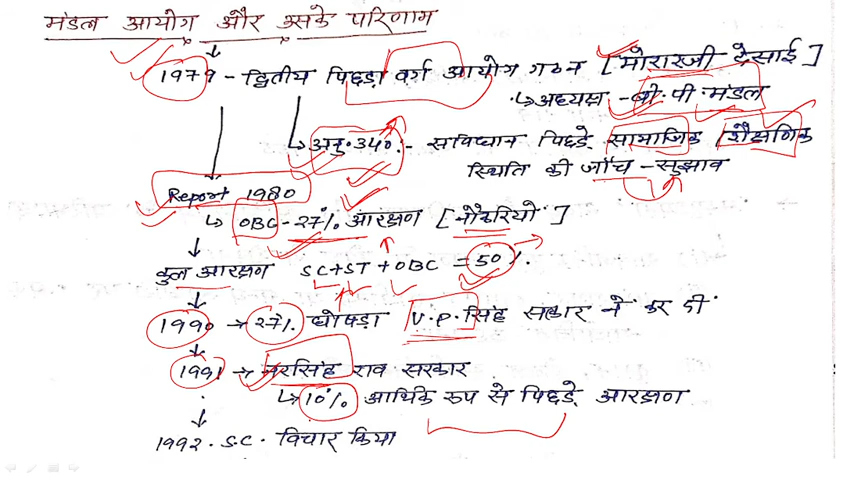 मंडल आयोग और उसके परिणाम
1979 - द्वितीय पिछड़ा वर्ग आयोग गठन [मोरारजी देसाई]
↳ अध्यक्ष - बी.पी. मंडल
↳ अनु. 340 :- संविधान पिछड़े सामाजिक / शैक्षणिक
स्थिति की जाँच - सुझाव
Report 1980
↳ OBC - 27% आरक्षण [नौकरियों]
कुल आरक्षण SC+ST+OBC = 50%.
1990 → 27% घोषणा V.P. सिंह सरकार ने कर दी
1991 → नरसिंह राव सरकार
↳ 10% आर्थिक रुप से पिछड़े आरक्षण
1992. S.C. विचार किया